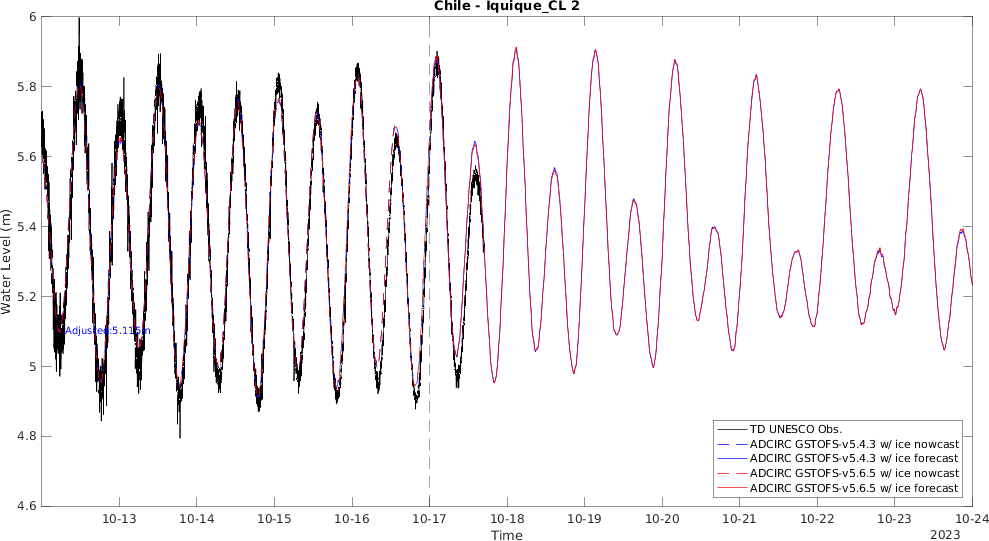 Chile - Iquique_CL 2
Water Level (m)
6
5.8
5.6
5.4
5.2
5
4.8
4.6
Adjusted:5.115m
TD UNESCO Obs.
ADCIRC GSTOFS-v5.4.3 w/ ice nowcast
ADCIRC GSTOFS-v5.4.3 w/ ice forecast
ADCIRC GSTOFS-v5.6.5 w/ ice nowcast
ADCIRC GSTOFS-v5.6.5 w/ ice forecast
10-13 10-14 10-15 10-16 10-17 10-18 10-19 10-20 10-21 10-22 10-23 10-24
Time
2023